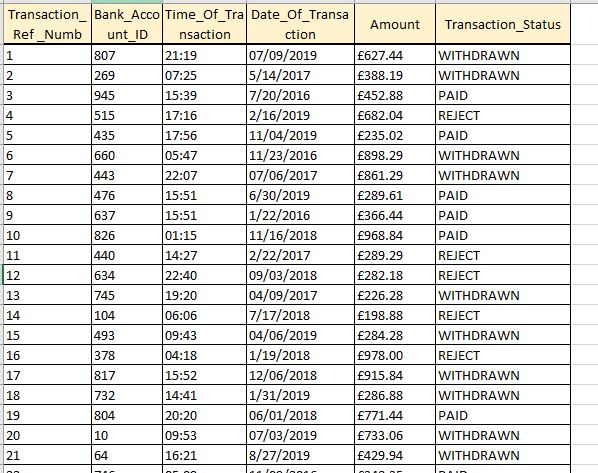 Transaction_Ref _Numb Bank_Account_ID Time_Of_Transaction Date_Of_Transaction Amount Transaction_Status
1 807 21:19 07/09/2019 £627.44 WITHDRAWN
2 269 07:25 5/14/2017 £388.19 WITHDRAWN
3 945 15:39 7/20/2016 £452.88 PAID
4 515 17:16 2/16/2019 £682.04 REJECT
5 435 17:56 11/04/2019 £235.02 PAID
6 660 05:47 11/23/2016 £898.29 WITHDRAWN
7 443 22:07 07/06/2017 £861.29 WITHDRAWN
8 476 15:51 6/30/2019 £289.61 PAID
9 637 15:51 1/22/2016 £366.44 PAID
10 826 01:15 11/16/2018 £968.84 PAID
11 440 14:27 2/22/2017 £289.29 REJECT
12 634 22:40 09/03/2018 £282.18 REJECT
13 745 19:20 04/09/2017 £226.28 WITHDRAWN
14 104 06:06 7/17/2018 £198.88 REJECT
15 493 09:43 04/06/2019 £284.28 WITHDRAWN
16 378 04:18 1/19/2018 £978.00 REJECT
17 817 15:52 12/06/2018 £915.84 WITHDRAWN
18 732 14:41 1/31/2019 £286.88 WITHDRAWN
19 804 20:20 06/01/2018 £771.44 PAID
20 10 09:53 07/03/2019 £733.06 WITHDRAWN
21 64 16:21 8/27/2019 £429.94 WITHDRAWN